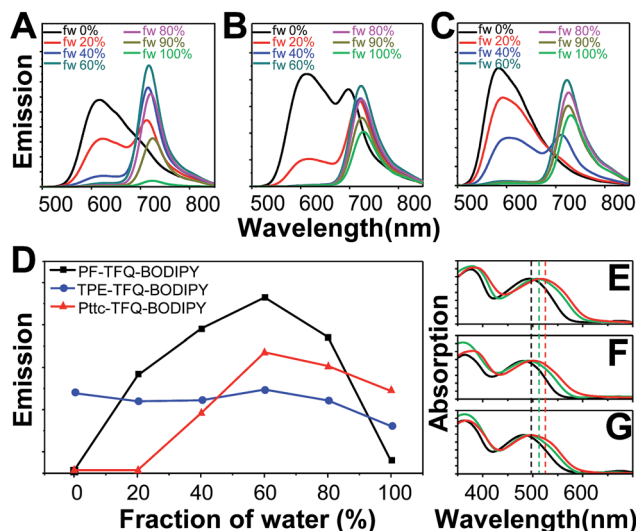 A
fw 0%
fw 20%
fw 40%
fw 60%
fw 80%
fw 90%
fw 100%
B
fw 0%
fw 20%
fw 40%
fw 60%
fw 80%
fw 90%
fw 100%
C
fw 0%
fw 20%
fw 40%
fw 60%
fw 80%
fw 90%
fw 100%
Emission
500 600 700 800
500 600 700 800
500 600 700 800
Wavelength(nm)
D
PF-TFQ-BODIPY
TPE-TFQ-BODIPY
Pttc-TFQ-BODIPY
Emission
0 20 40 60 80 100
Fraction of water (%)
E
F
G
Absorption
400 500 600
Wavelength(nm)